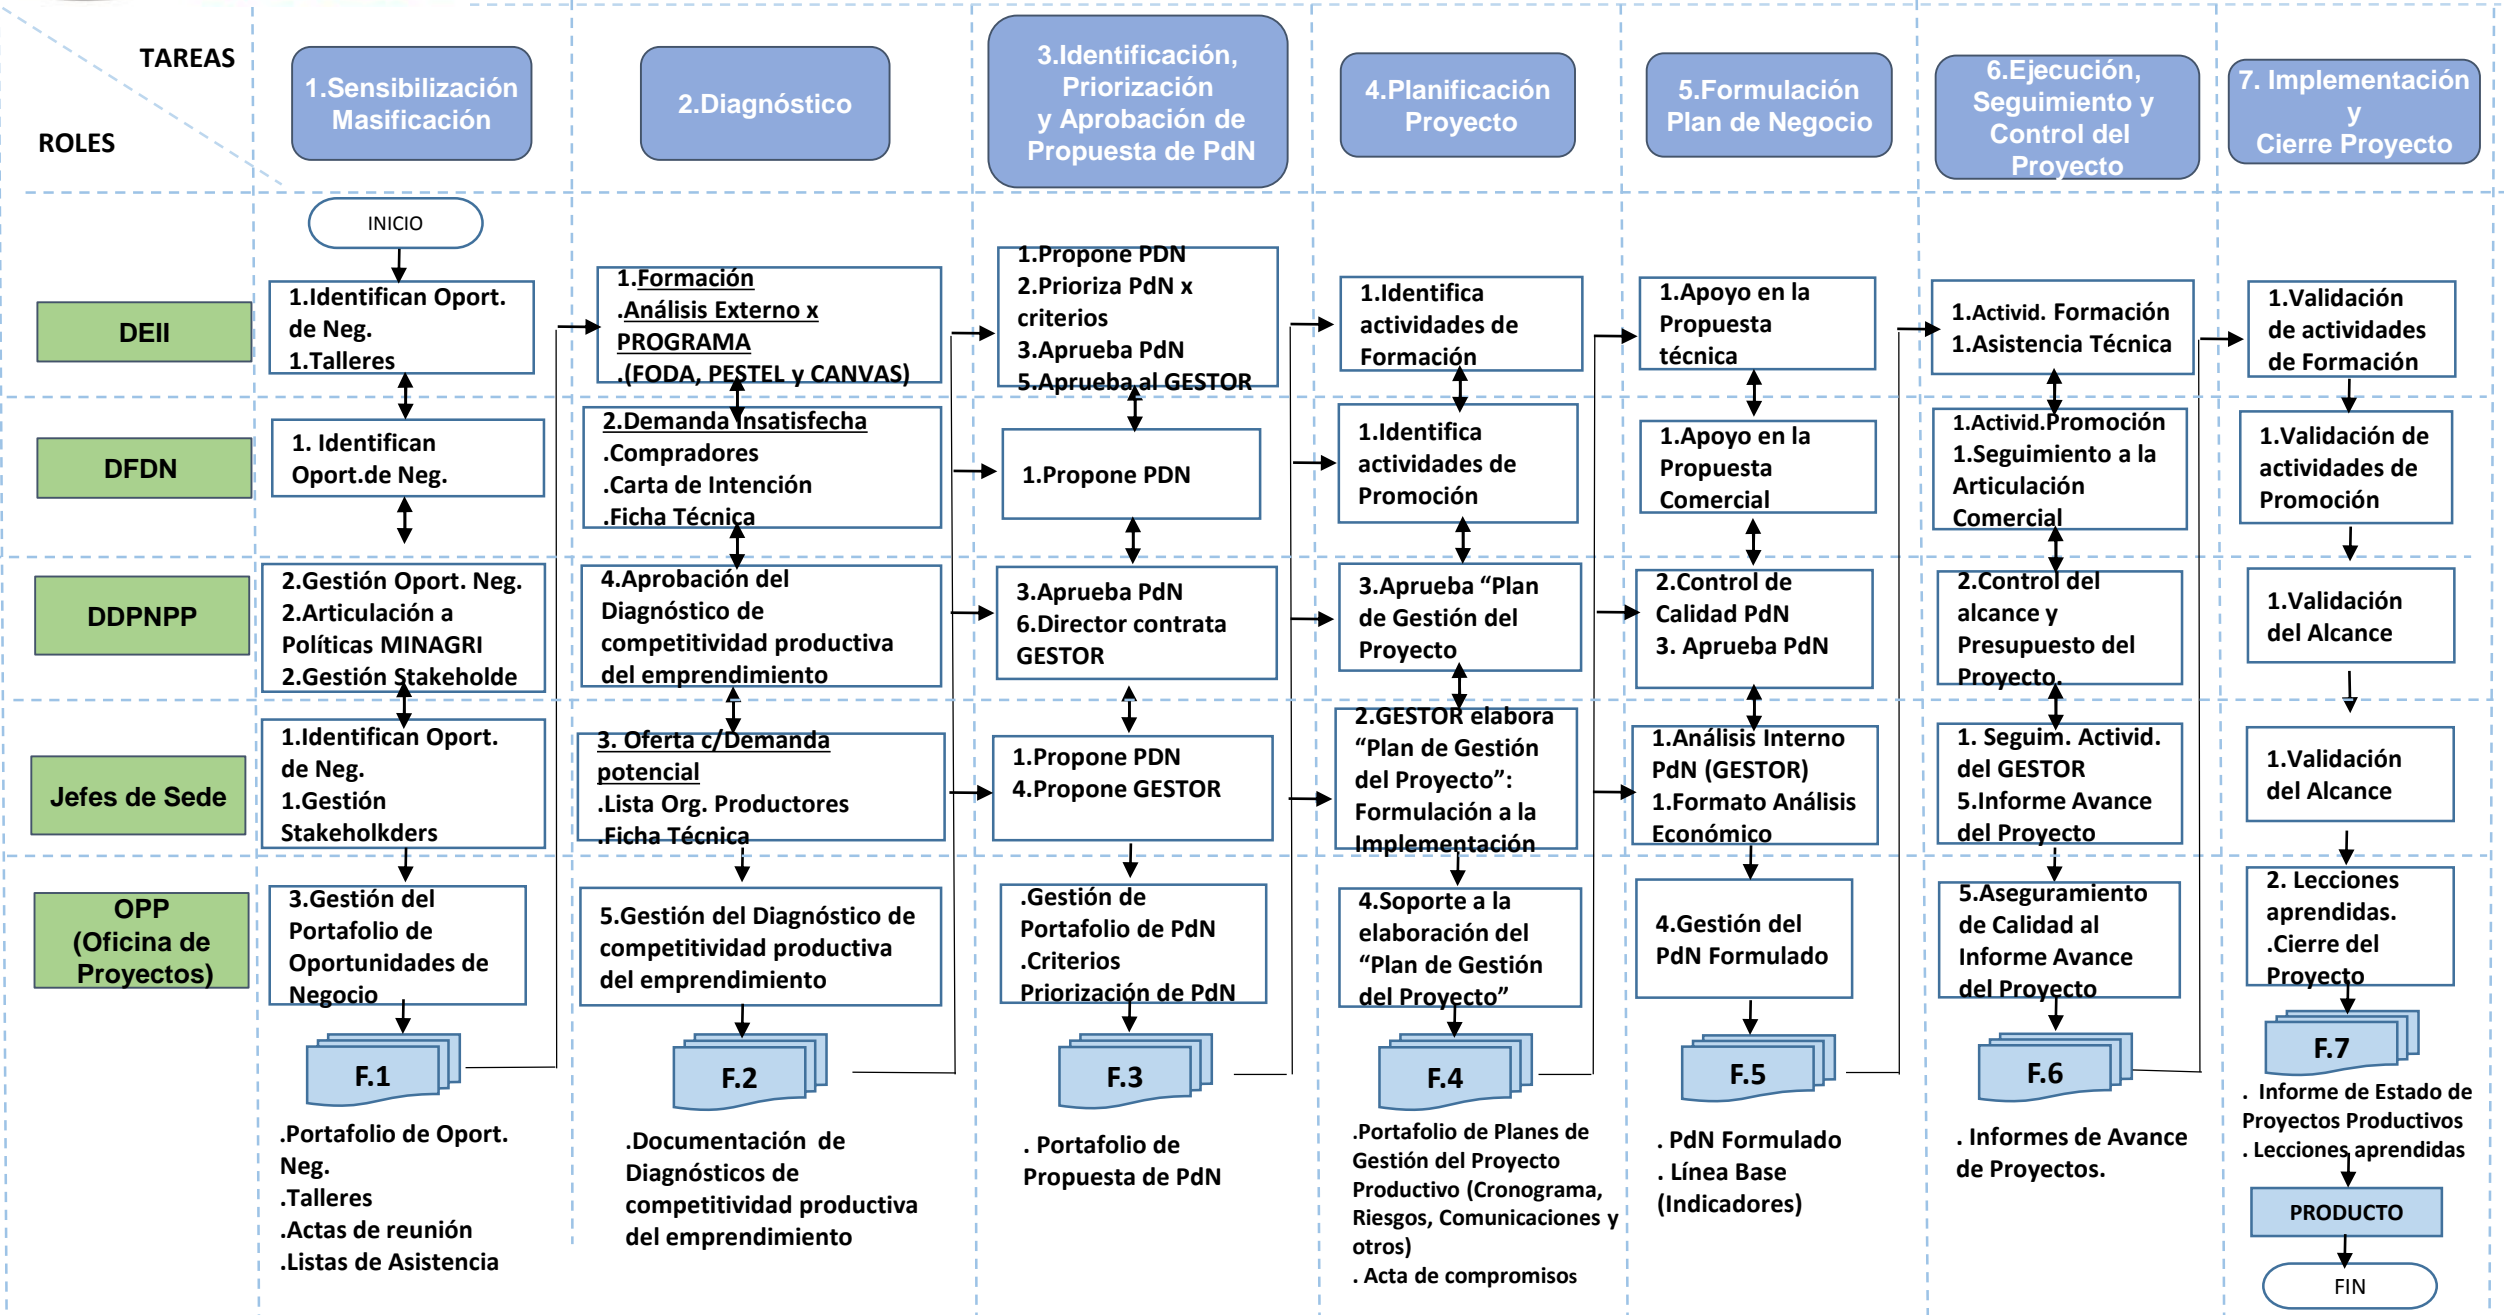 TAREAS
ROLES
1.Sensibilización
Masificación
2.Diagnóstico
3.Identificación,
Priorización
y Aprobación de
Propuesta de PdN
4.Planificación
Proyecto
5.Formulación
Plan de Negocio
6.Ejecución,
Seguimiento y
Control del
Proyecto
7. Implementación
y
Cierre Proyecto
INICIO
DEII
1.Identifican Oport.
de Neg.
1.Talleres
1.Formación
.Análisis Externo x
PROGRAMA
.(FODA, PESTEL y CANVAS)
1.Propone PDN
2.Prioriza PdN x
criterios
3.Aprueba PdN
5.Aprueba al GESTOR
1.Identifica
actividades de
Formación
1.Apoyo en la
Propuesta
técnica
1.Activid. Formación
1.Asistencia Técnica
1.Validación
de actividades
de Formación
DFDN
1. Identifican
Oport.de Neg.
2.Demanda Insatisfecha
.Compradores
.Carta de Intención
.Ficha Técnica
1.Propone PDN
1.Identifica
actividades de
Promoción
1.Apoyo en la
Propuesta
Comercial
1.Activid.Promoción
1.Seguimiento a la
Articulación
Comercial
1.Validación de
actividades de
Promoción
DDPNPP
2.Gestión Oport. Neg.
2.Articulación a
Políticas MINAGRI
2.Gestión Stakeholde
4.Aprobación del
Diagnóstico de
competitividad productiva
del emprendimiento
3.Aprueba PdN
6.Director contrata
GESTOR
3.Aprueba “Plan
de Gestión del
Proyecto
2.Control de
Calidad PdN
3. Aprueba PdN
2.Control del
alcance y
Presupuesto del
Proyecto.
1.Validación
del Alcance
Jefes de Sede
1.Identifican Oport.
de Neg.
1.Gestión
Stakeholkders
3. Oferta c/Demanda
potencial
.Lista Org. Productores
.Ficha Técnica
1.Propone PDN
4.Propone GESTOR
2.GESTOR elabora
“Plan de Gestión
del Proyecto”:
Formulación a la
Implementación
1.Análisis Interno
PdN (GESTOR)
1.Formato Análisis
Económico
1. Seguim. Activid.
del GESTOR
5.Informe Avance
del Proyecto
1.Validación
del Alcance
OPP
(Oficina de
Proyectos)
3.Gestión del
Portafolio de
Oportunidades de
Negocio
5.Gestión del Diagnóstico de
competitividad productiva
del emprendimiento
.Gestión de
Portafolio de PdN
.Criterios
Priorización de PdN
4.Soporte a la
elaboración del
“Plan de Gestión
del Proyecto”
4.Gestión del
PdN Formulado
5.Aseguramiento
de Calidad al
Informe Avance
del Proyecto
2. Lecciones
aprendidas.
.Cierre del
Proyecto
F.1
F.2
F.3
F.4
F.5
F.6
F.7
.Portafolio de Oport.
Neg.
.Talleres
.Actas de reunión
.Listas de Asistencia
.Documentación de
Diagnósticos de
competitividad productiva
del emprendimiento
. Portafolio de
Propuesta de PdN
.Portafolio de Planes de
Gestión del Proyecto
Productivo (Cronograma,
Riesgos, Comunicaciones y
otros)
. Acta de compromisos
. PdN Formulado
. Línea Base
(Indicadores)
. Informes de Avance
de Proyectos.
. Informe de Estado de
Proyectos Productivos
. Lecciones aprendidas
PRODUCTO
FIN